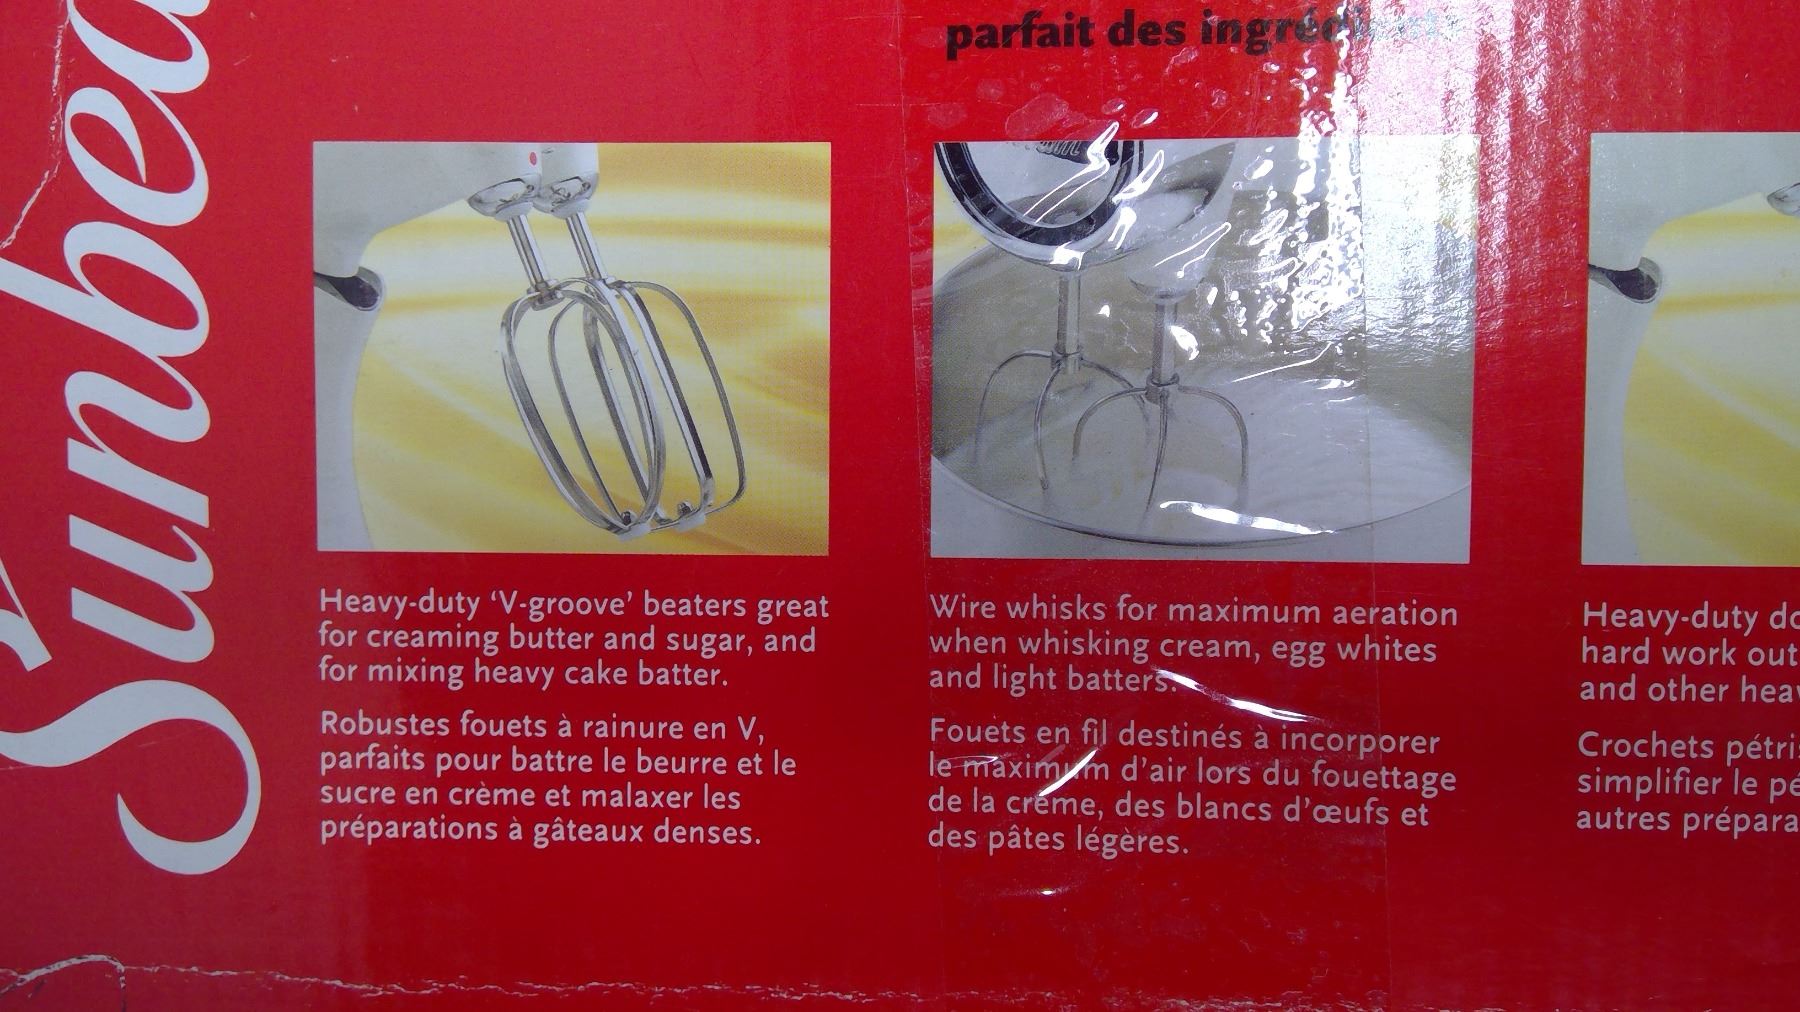 Sunbea
parfait des ingrédients
Heavy-duty ‘V-groove’ beaters great
for creaming butter and sugar, and
for mixing heavy cake batter.
Robustes fouets à rainure en V,
parfaits pour battre le beurre et le
sucre en crème et malaxer les
préparations à gâteaux denses.
Wire whisks for maximum aeration
when whisking cream, egg whites
and light batters.
Fouets en fil destinés à incorporer
le maximum d’air lors du fouettage
de la crème, des blancs d’œufs et
des pâtes légères.
Heavy-duty do
hard work out
and other heav
Crochets pétris
simplifier le pé
autres prépara